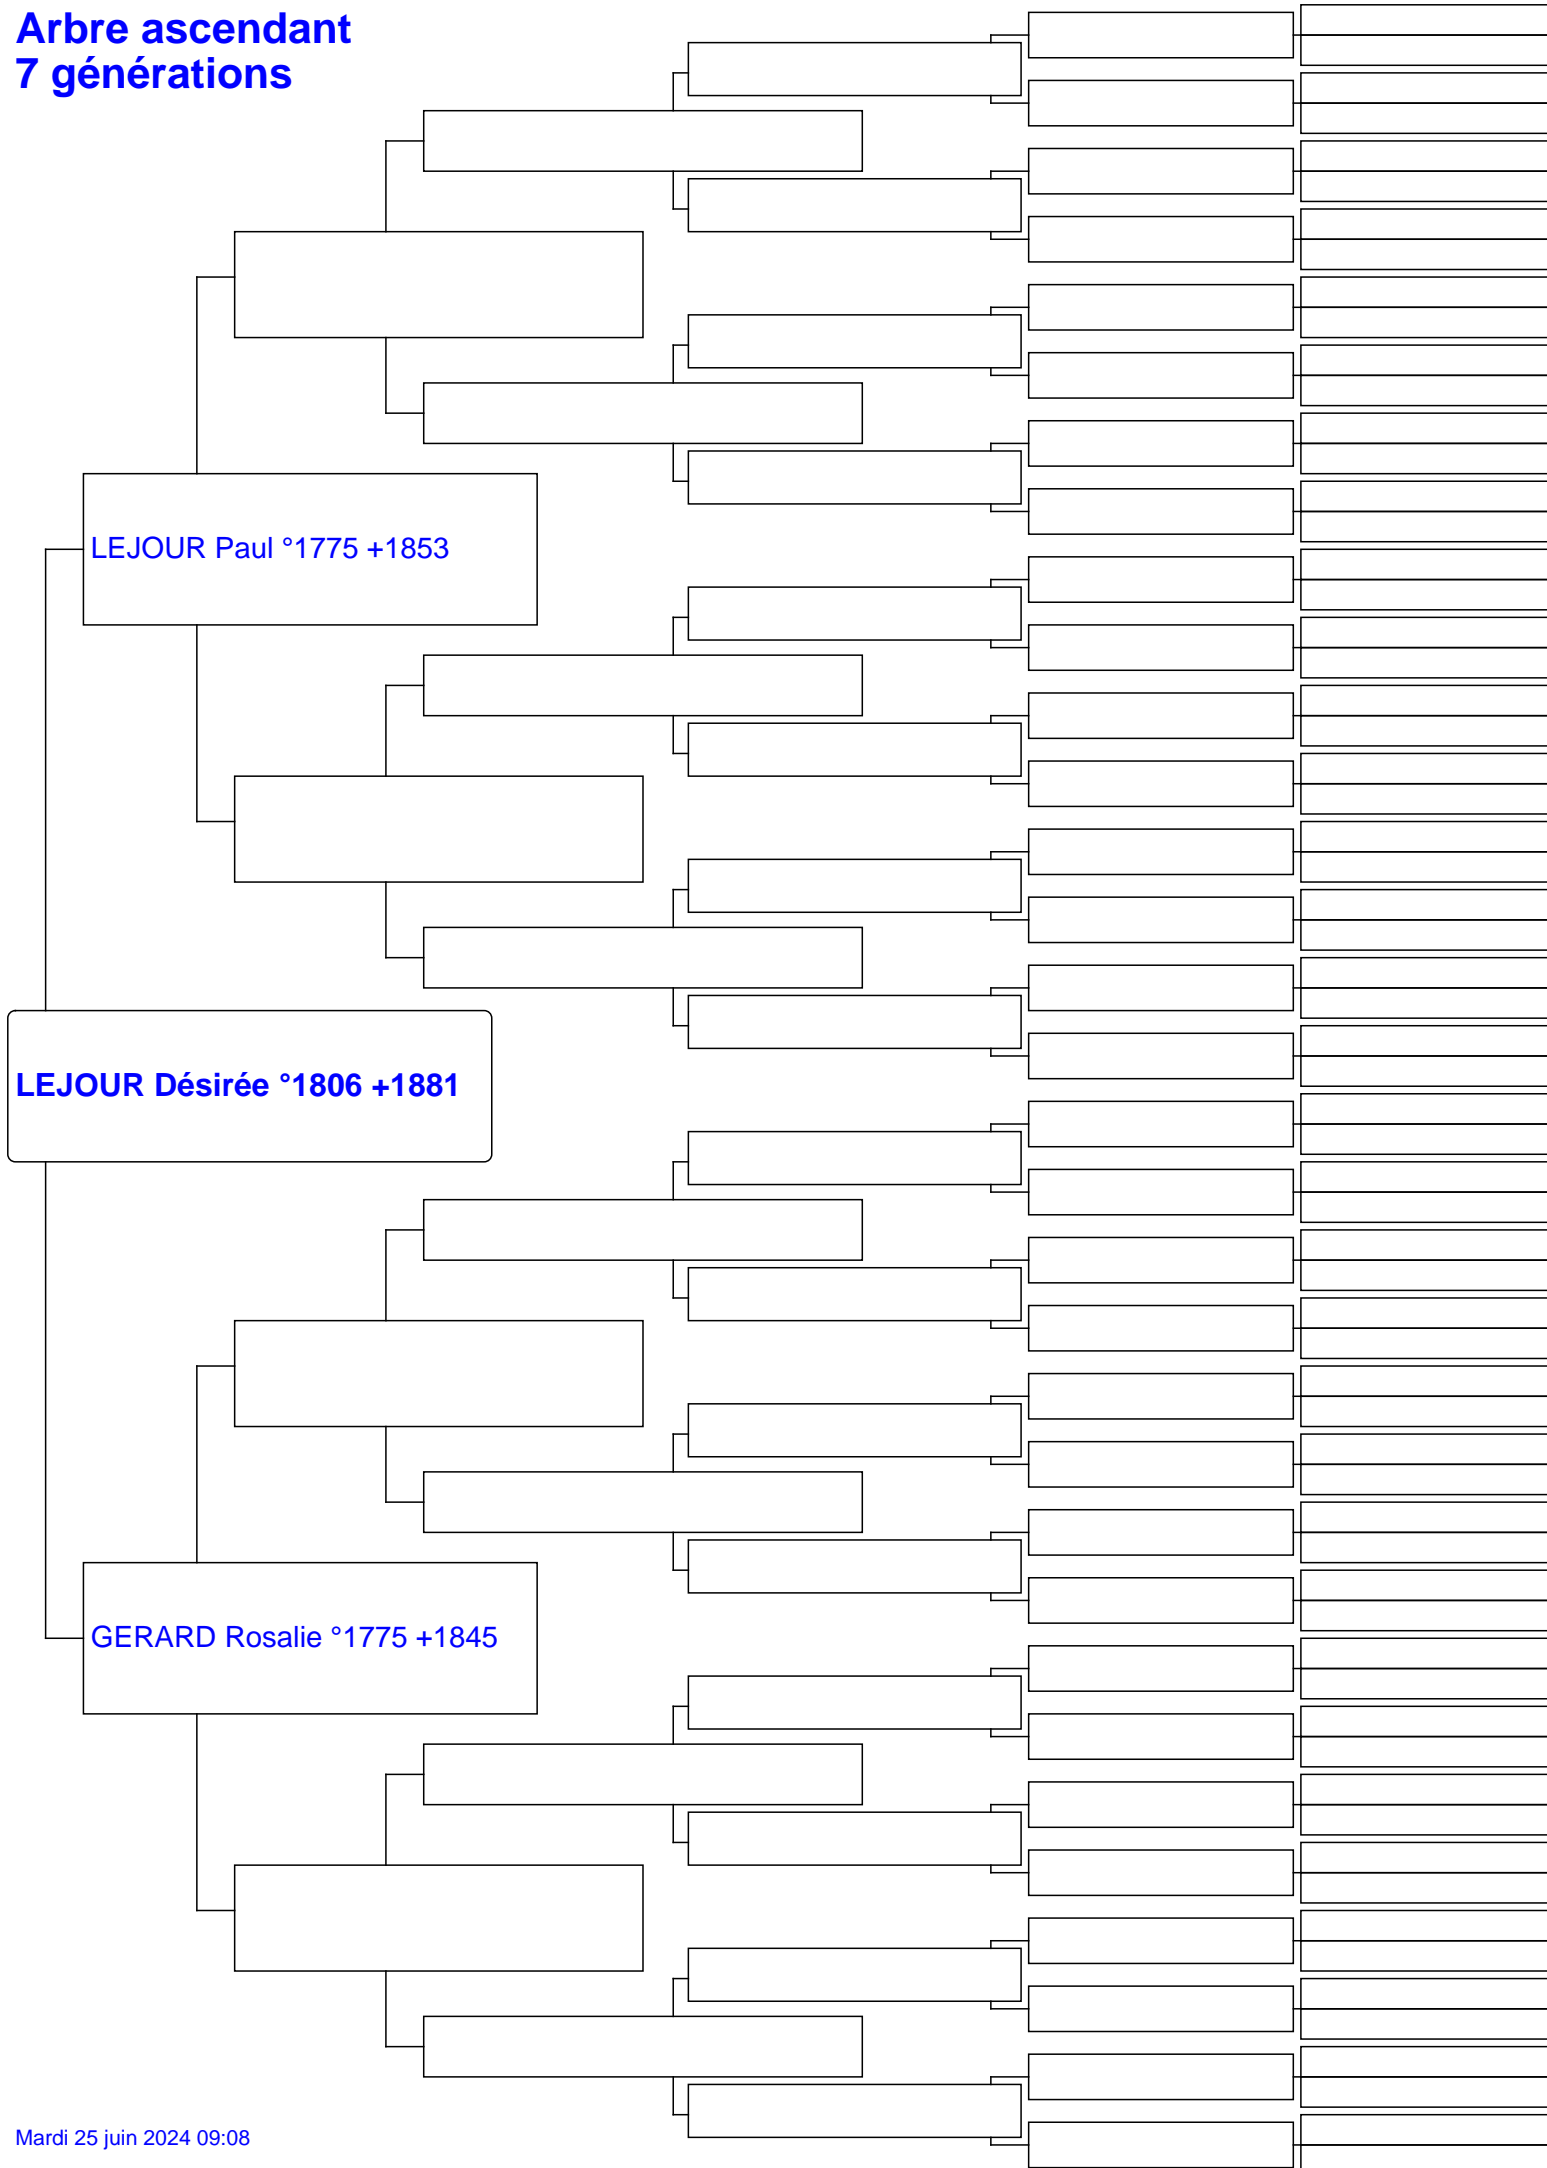 Arbre ascendant
7 générations
LEJOUR Paul °1775 +1853
LEJOUR Désirée °1806 +1881
GERARD Rosalie °1775 +1845
Mardi 25 juin 2024 09:08